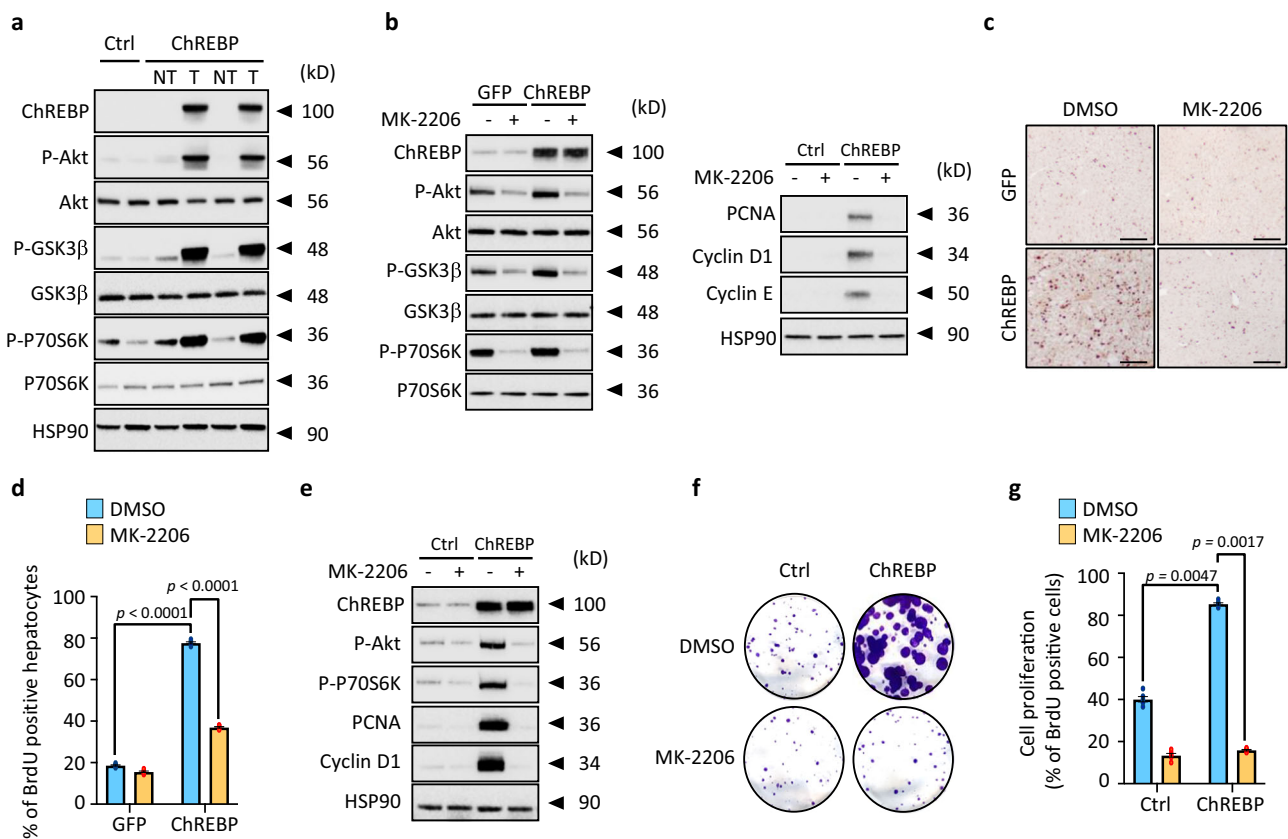 a
Ctrl ChREBP
NT T NT T (kD)
ChREBP 100
P-Akt 56
Akt 56
P-GSK3β 48
GSK3β 48
P-P70S6K 36
P70S6K 36
HSP90 90
b
GFP ChREBP (kD)
MK-2206 - + - +
ChREBP 100
P-Akt 56
Akt 56
P-GSK3β 48
GSK3β 48
P-P70S6K 36
P70S6K 36
Ctrl ChREBP (kD)
MK-2206 - + - +
PCNA 36
Cyclin D1 34
Cyclin E 50
HSP90 90
c
DMSO MK-2206
GFP
ChREBP
d
DMSO
MK-2206
% of BrdU positive hepatocytes
p < 0.0001
p < 0.0001
100
80
60
40
20
0
GFP ChREBP
e
Ctrl ChREBP (kD)
MK-2206 - + - +
ChREBP 100
P-Akt 56
P-P70S6K 36
PCNA 36
Cyclin D1 34
HSP90 90
f
Ctrl ChREBP
DMSO
MK-2206
g
DMSO
MK-2206
Cell proliferation
(% of BrdU positive cells)
p = 0.0017
p = 0.0047
100
80
60
40
20
0
Ctrl ChREBP